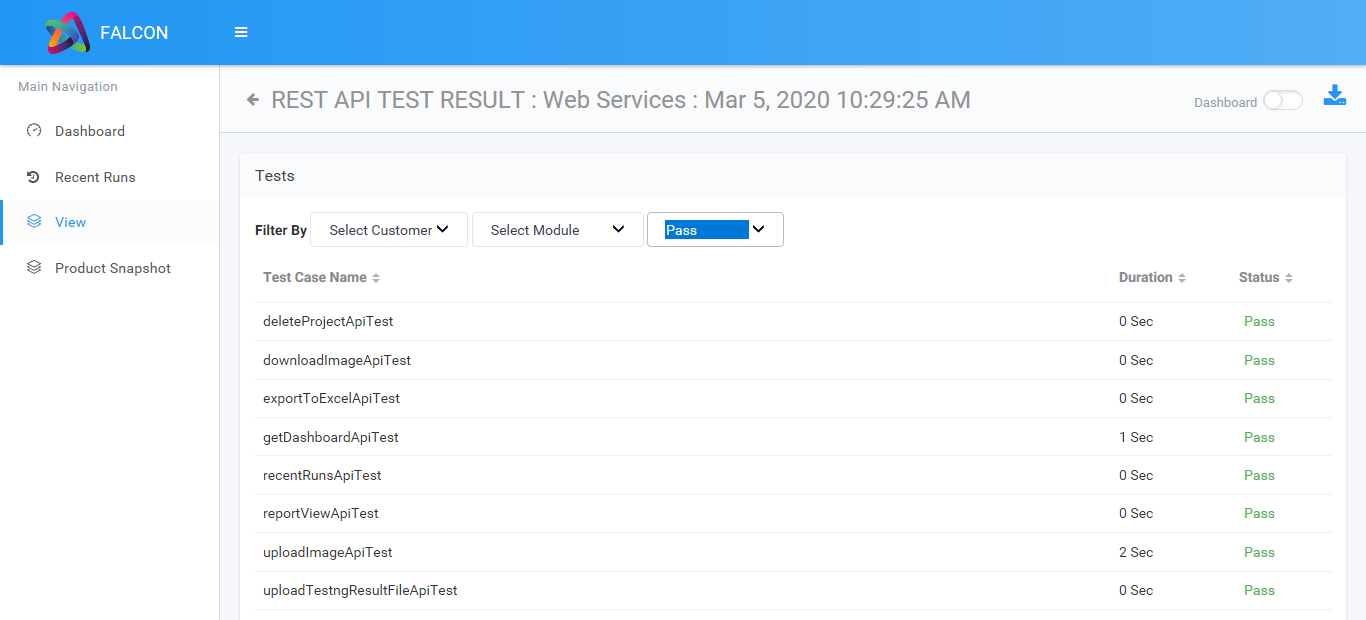 FALCON
Main Navigation
Dashboard
Recent Runs
View
Product Snapshot
REST API TEST RESULT : Web Services : Mar 5, 2020 10:29:25 AM
Dashboard
Tests
Filter By Select Customer Select Module Pass
Test Case Name Duration Status
deleteProjectApiTest 0 Sec Pass
downloadImageApiTest 0 Sec Pass
exportToExcelApiTest 0 Sec Pass
getDashboardApiTest 1 Sec Pass
recentRunsApiTest 0 Sec Pass
reportViewApiTest 0 Sec Pass
uploadImageApiTest 2 Sec Pass
uploadTestngResultFileApiTest 0 Sec Pass